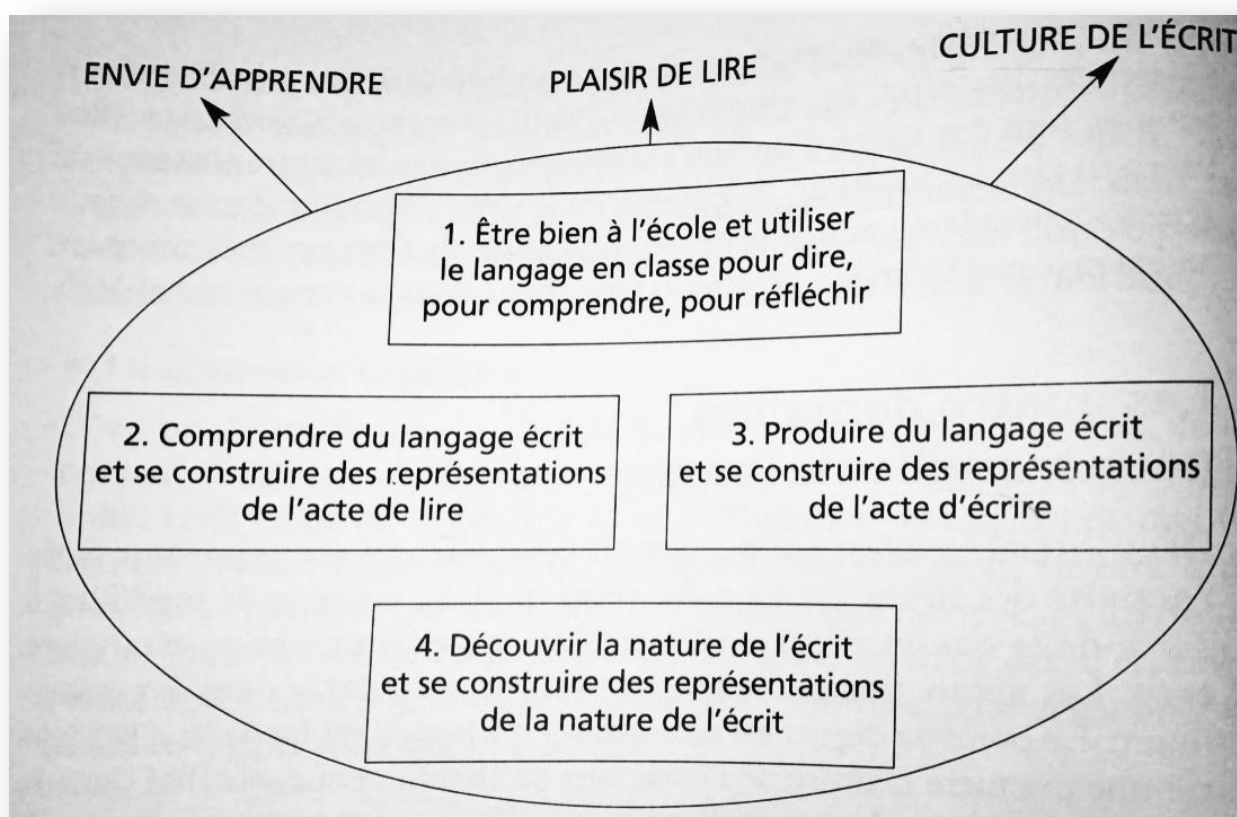 ENVIE D'APPRENDRE
PLAISIR DE LIRE
CULTURE DE L'ÉCRIT
1. Être bien à l'école et utiliser
le langage en classe pour dire,
pour comprendre, pour réfléchir
2. Comprendre du langage écrit
et se construire des représentations
de l'acte de lire
3. Produire du langage écrit
et se construire des représentations
de l'acte d'écrire
4. Découvrir la nature de l'écrit
et se construire des représentations
de la nature de l'écrit